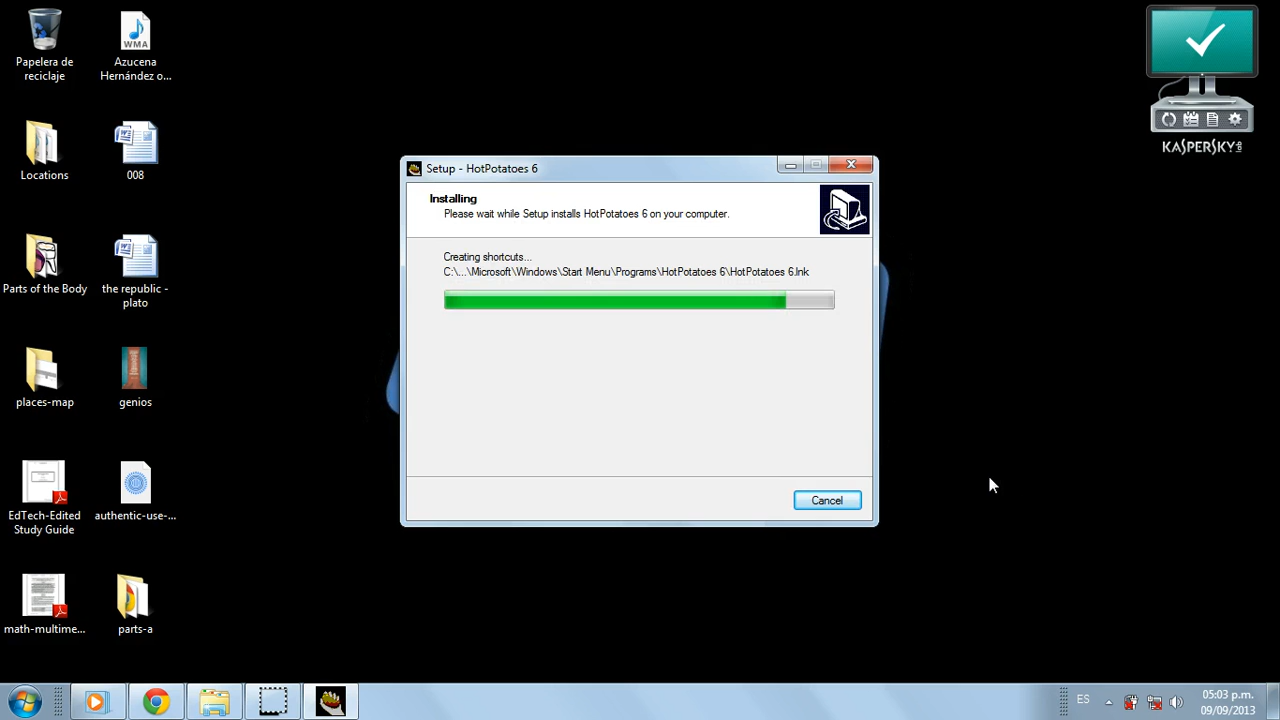 Papelera de
reciclaje
WMA
Azucena
Hernández o...
Locations
008
Parts of the Body
the republic -
plato
places-map
genios
EdTech-Edited
Study Guide
authentic-use-...
math-multime...
parts-a
Setup - HotPotatoes 6
Installing
Please wait while Setup installs HotPotatoes 6 on your computer.
Creating shortcuts...
C:\...\Microsoft\Windows\Start Menu\Programs\HotPotatoes 6\HotPotatoes 6.lnk
Cancel
KASPERSKY
ES
05:03 p.m.
09/09/2013